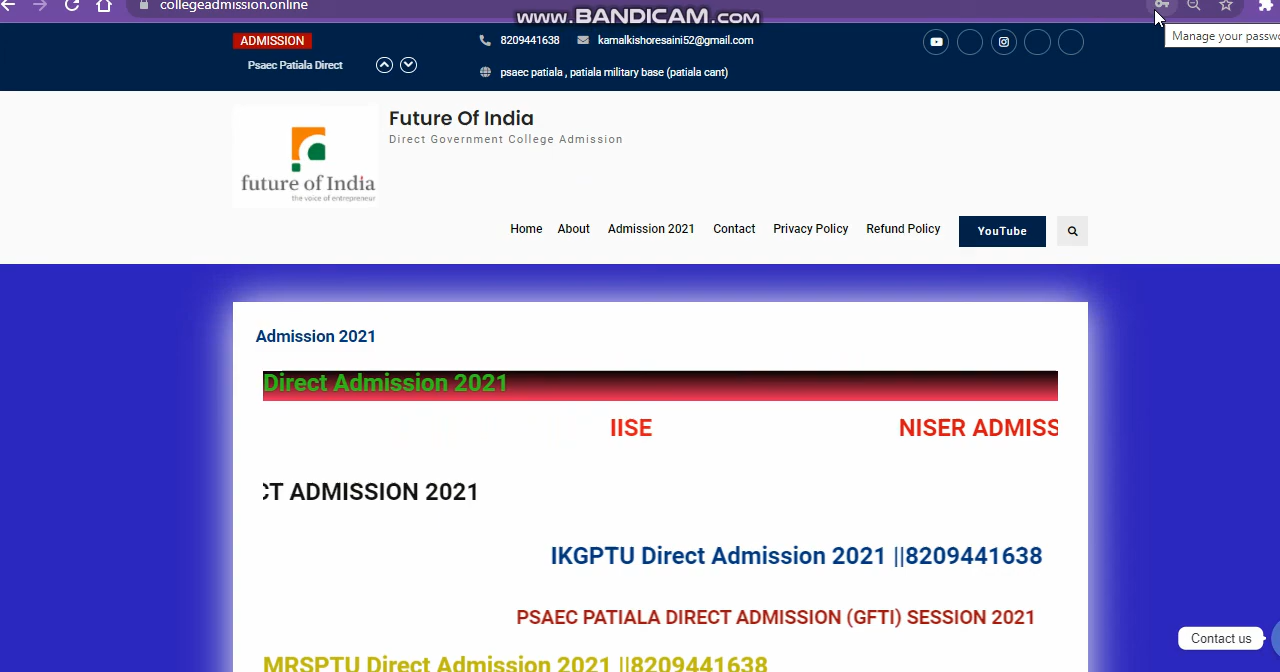 collegeadmission.online
www.BANDICAM.com
Manage your passwo
ADMISSION
8209441638
kamalkishoresaini52@gmail.com
Psaec Patiala Direct
psaec patiala , patiala military base (patiala cant)
future of India
the voice of entrepreneur
Future Of India
Direct Government College Admission
Home About Admission 2021 Contact Privacy Policy Refund Policy YouTube
Admission 2021
Direct Admission 2021
IISE NISER ADMISS
CT ADMISSION 2021
IKGPTU Direct Admission 2021 ||8209441638
PSAEC PATIALA DIRECT ADMISSION (GFTI) SESSION 2021
Contact us
MRSPTU Direct Admission 2021 ||8209441638